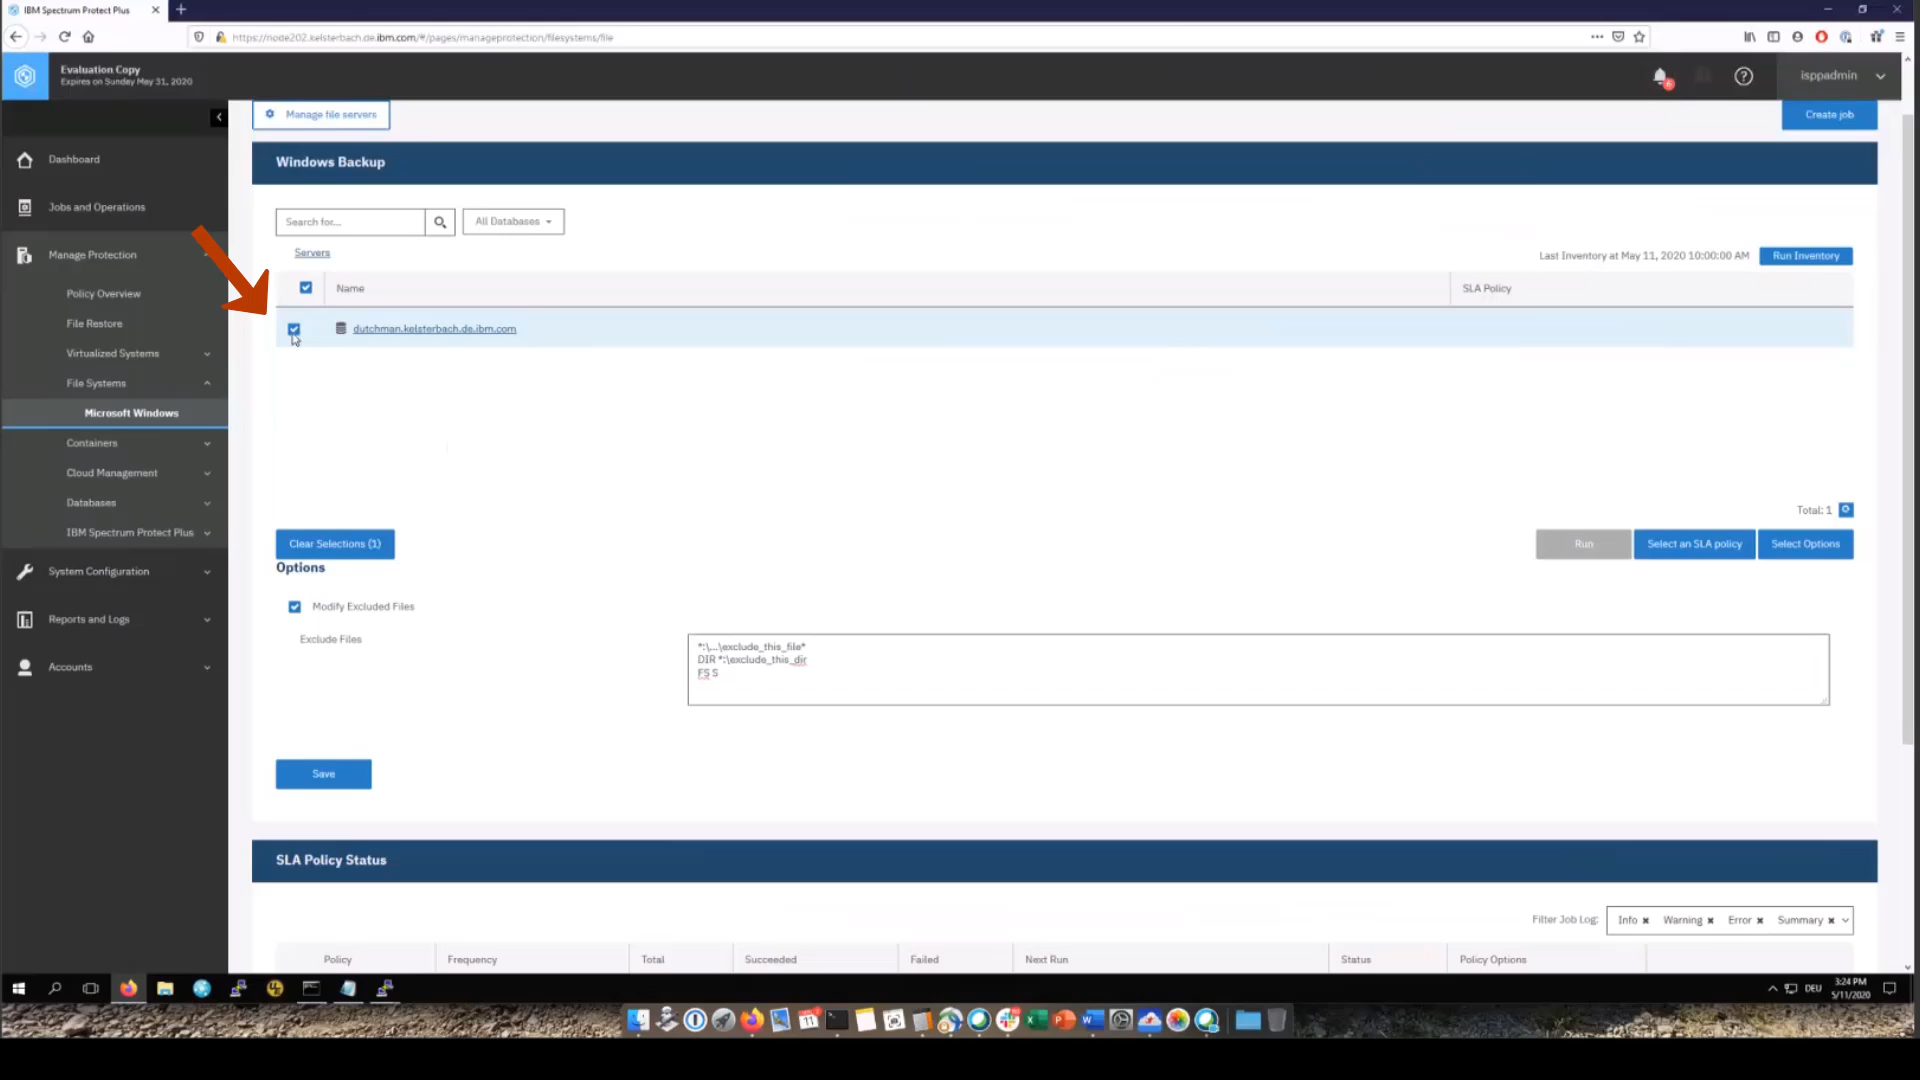 IBM Spectrum Protect Plus
https://node202.kelsterbach.de.ibm.com/#/pages/manageprotection/filesystems/file
Evaluation Copy
Expires on Sunday May 31, 2020
6
isppadmin
Manage file servers
Create job
Dashboard
Jobs and Operations
Manage Protection
Policy Overview
File Restore
Virtualized Systems
File Systems
Microsoft Windows
Containers
Cloud Management
Databases
IBM Spectrum Protect Plus
System Configuration
Reports and Logs
Accounts
Windows Backup
Search for...
All Databases
Servers
Last Inventory at May 11, 2020 10:00:00 AM
Run Inventory
Name
SLA Policy
dutchman.kelsterbach.de.ibm.com
Total: 1
Clear Selections (1)
Run
Select an SLA policy
Select Options
Options
Modify Excluded Files
Exclude Files
*:\...\exclude_this_file*
DIR *:\exclude_this_dir
FS S
Save
SLA Policy Status
Filter Job Log:
Info × Warning × Error × Summary ×
Policy Frequency Total Succeeded Failed Next Run Status Policy Options
DEU
3:24 PM
5/11/2020
11